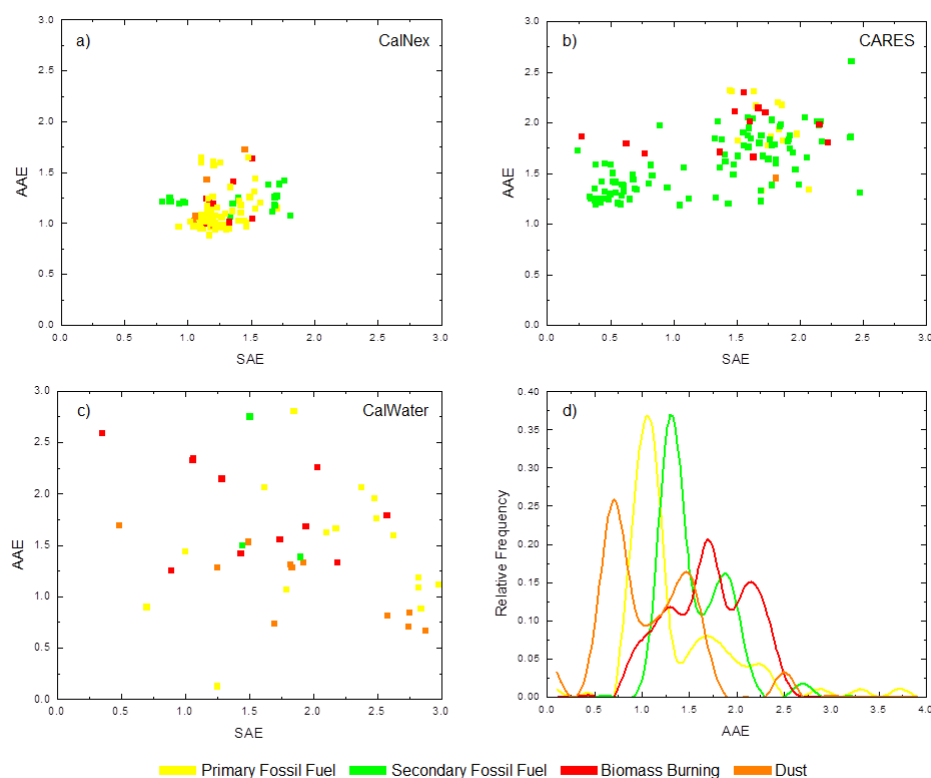 a) CalNex
3.0
2.5
2.0
1.5
1.0
0.5
0.0
AAE
0.0 0.5 1.0 1.5 2.0 2.5 3.0
SAE
b) CARES
3.0
2.5
2.0
1.5
1.0
0.5
0.0
AAE
0.0 0.5 1.0 1.5 2.0 2.5 3.0
SAE
c) CalWater
3.0
2.5
2.0
1.5
1.0
0.5
0.0
AAE
0.0 0.5 1.0 1.5 2.0 2.5 3.0
SAE
d)
0.40
0.35
0.30
0.25
0.20
0.15
0.10
0.05
0.00
Relative Frequency
0.0 0.5 1.0 1.5 2.0 2.5 3.0 3.5 4.0
AAE
Primary Fossil Fuel Secondary Fossil Fuel Biomass Burning Dust